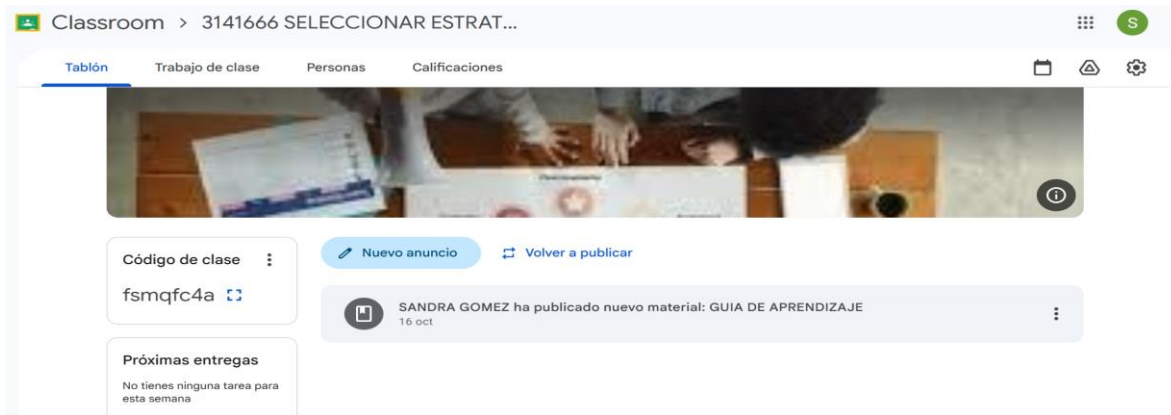 Classroom > 3141666 SELECCIONAR ESTRAT...
S
Tablón Trabajo de clase Personas Calificaciones
Código de clase
fsmqfc4a
Nuevo anuncio Volver a publicar
SANDRA GOMEZ ha publicado nuevo material: GUIA DE APRENDIZAJE
16 oct
Próximas entregas
No tienes ninguna tarea para
esta semana